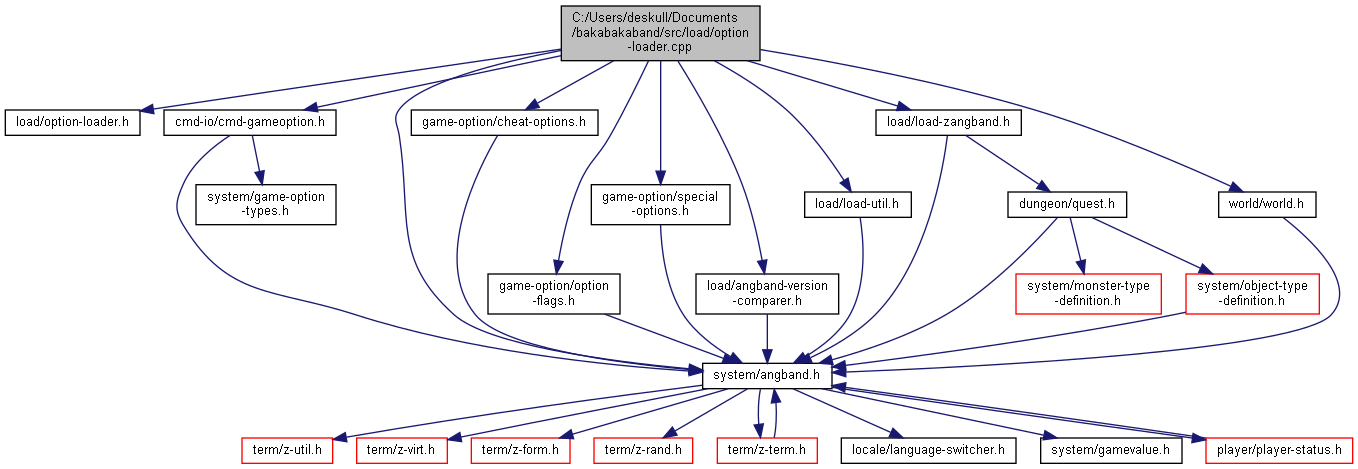 C:/Users/deskull/Documents
/bakabakaband/src/load/option
-loader.cpp
load/option-loader.h
cmd-io/cmd-gameoption.h
game-option/cheat-options.h
load/load-zangband.h
system/game-option
-types.h
game-option/special
-options.h
load/load-util.h
dungeon/quest.h
world/world.h
game-option/option
-flags.h
load/angband-version
-comparer.h
system/monster-type
-definition.h
system/object-type
-definition.h
system/angband.h
term/z-util.h
term/z-virt.h
term/z-form.h
term/z-rand.h
term/z-term.h
locale/language-switcher.h
system/gamevalue.h
player/player-status.h